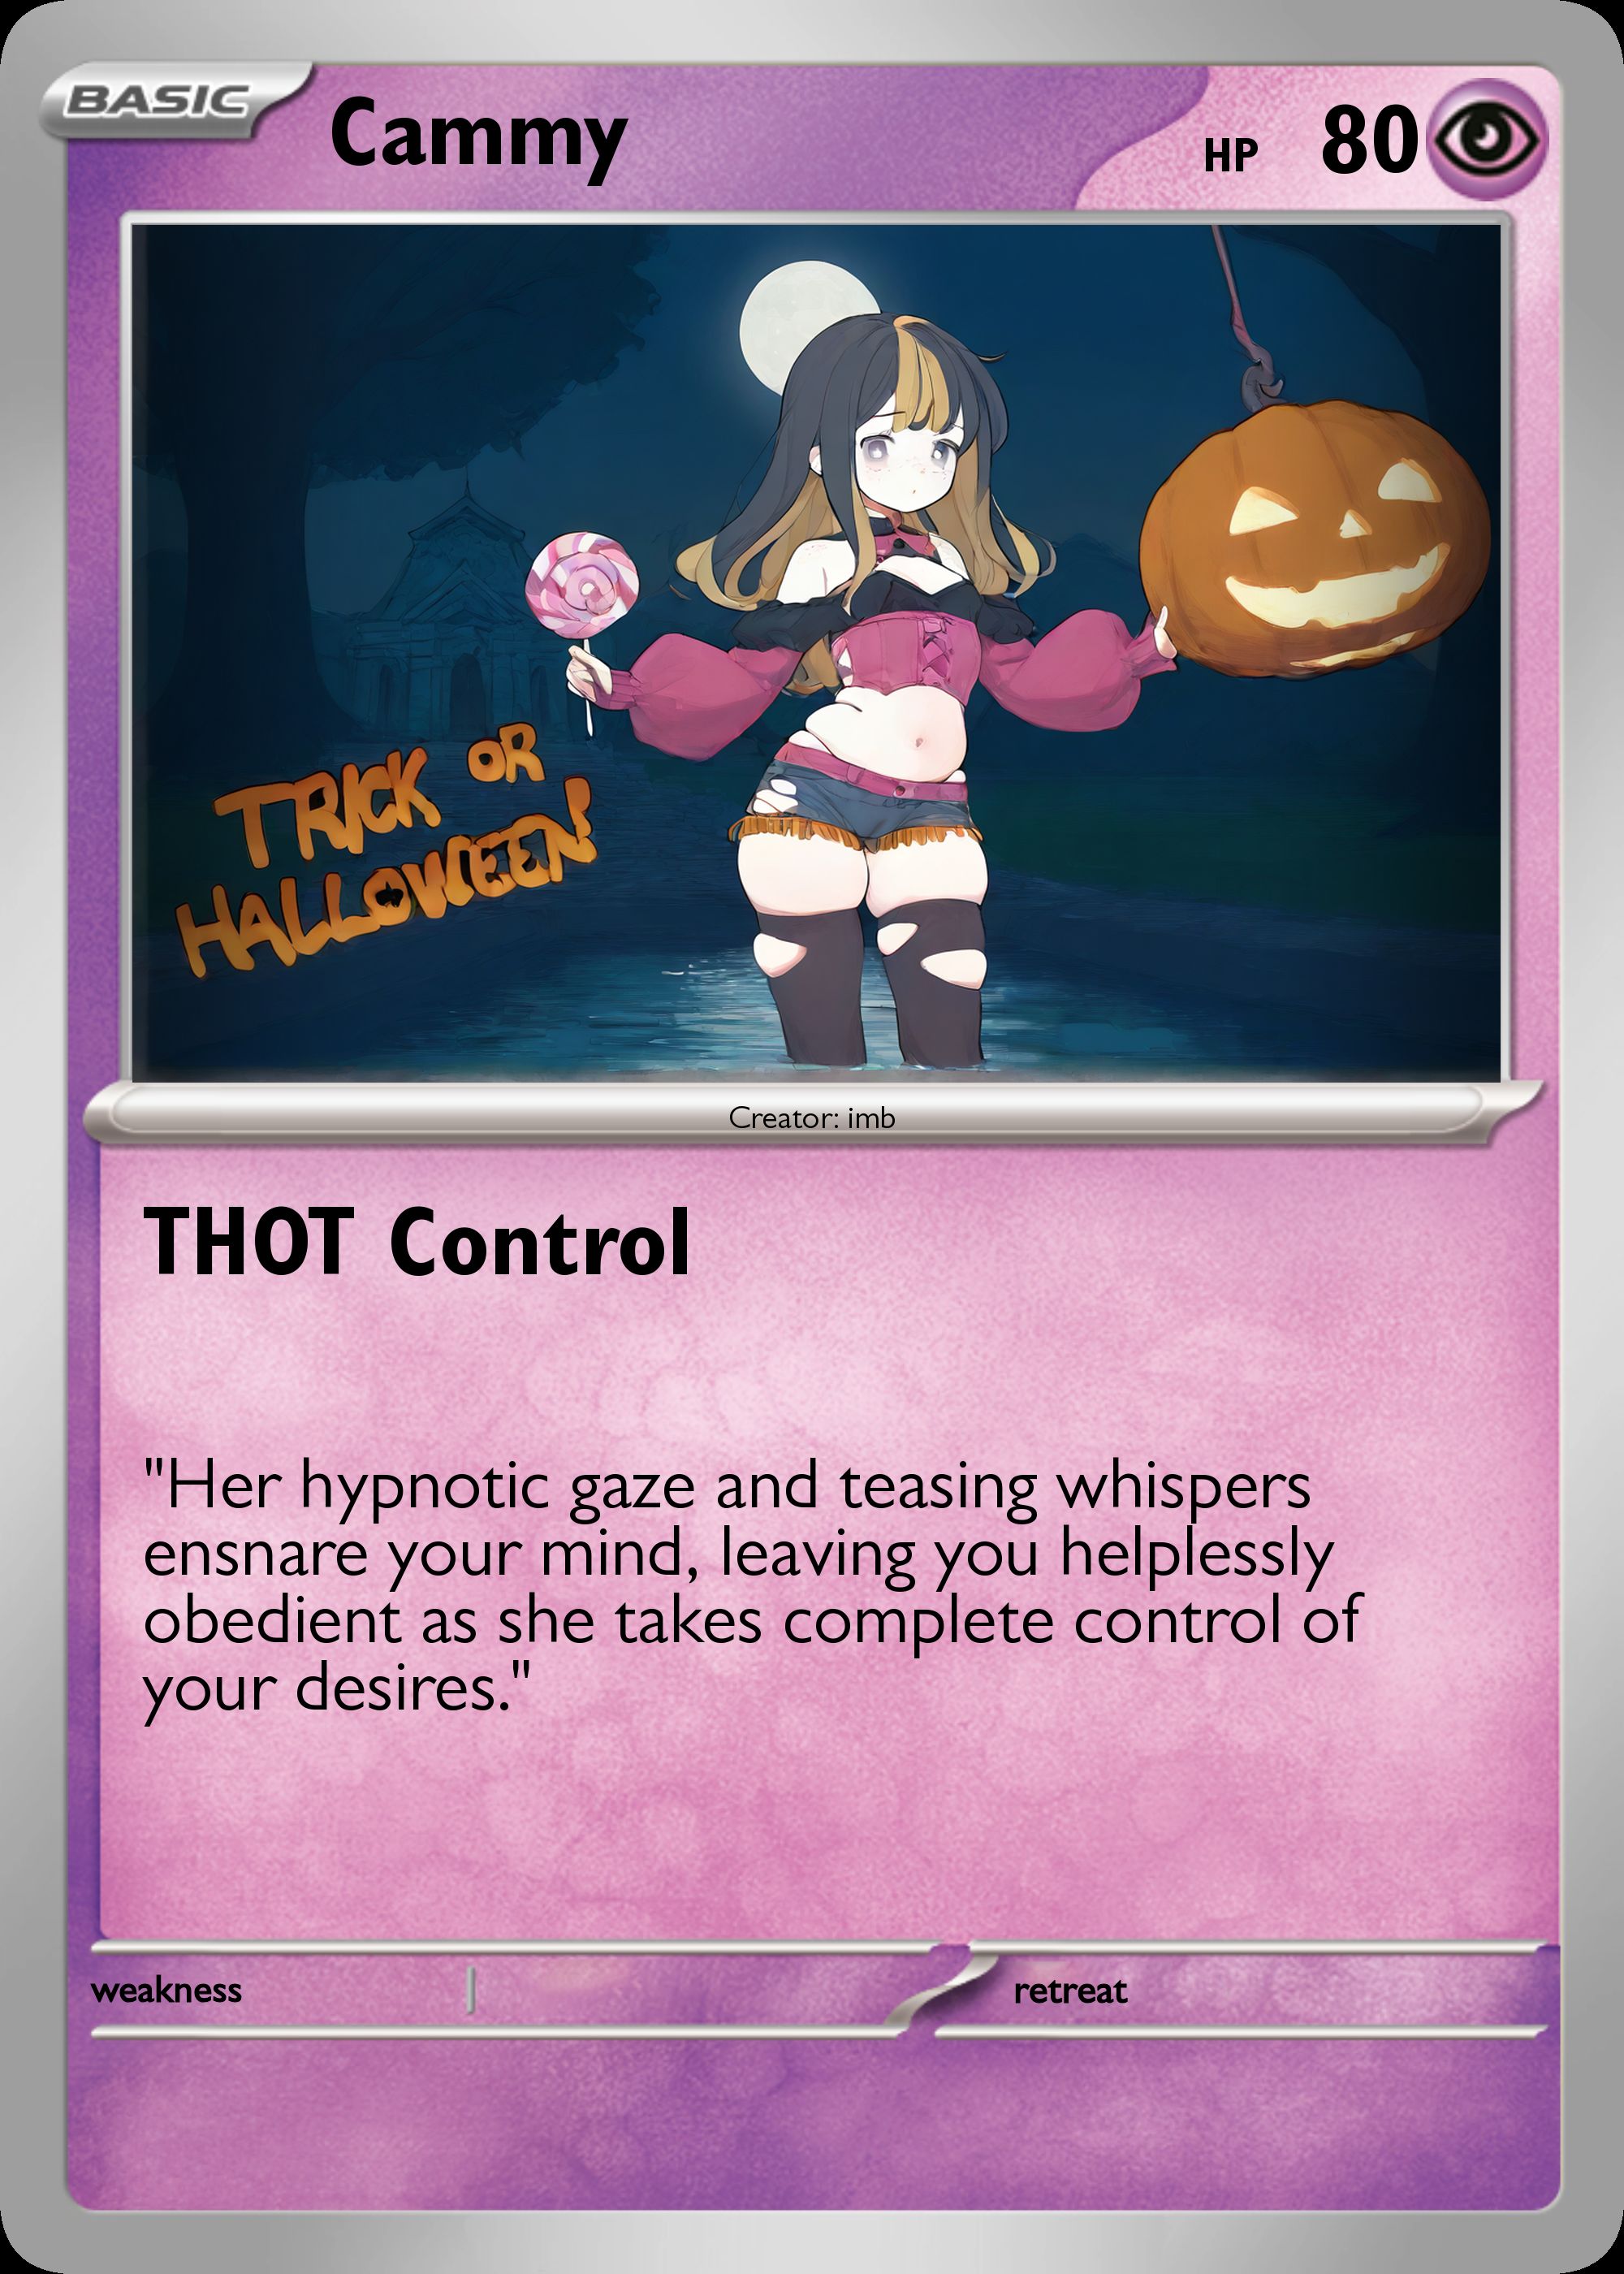 BASIC
Cammy
HP 80
TRICK OR
HALLOWEEN!
Creator: imb
THOT Control
"Her hypnotic gaze and teasing whispers
ensnare your mind, leaving you helplessly
obedient as she takes complete control of
your desires."
weakness
retreat